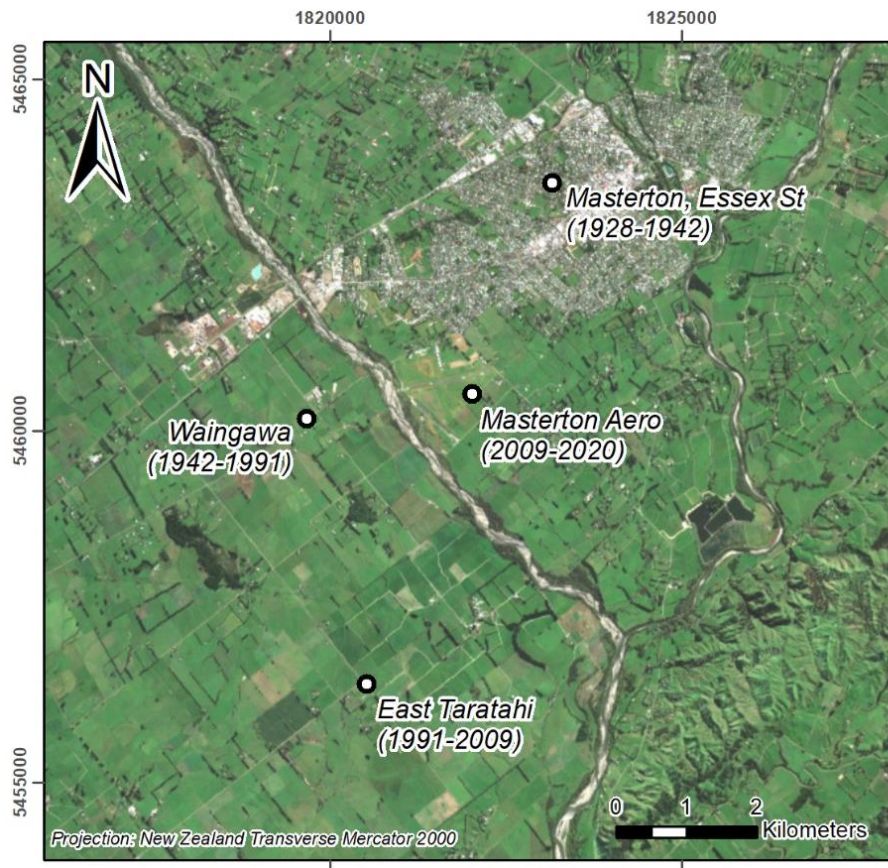 1820000
1825000
5465000
N
Masterton, Essex St
(1928-1942)
Masterton Aero
(2009-2020)
Waingawa
(1942-1991)
5460000
East Taratahi
(1991-2009)
5455000
0 1 2
Kilometers
Projection: New Zealand Transverse Mercator 2000